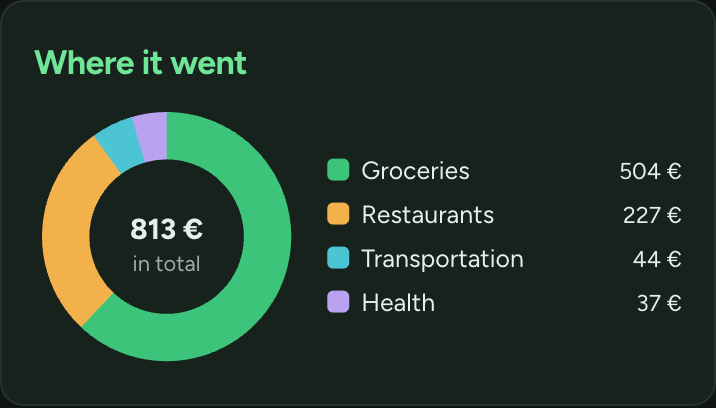 Where it went
813 €
in total
Groceries 504 €
Restaurants 227 €
Transportation 44 €
Health 37 €